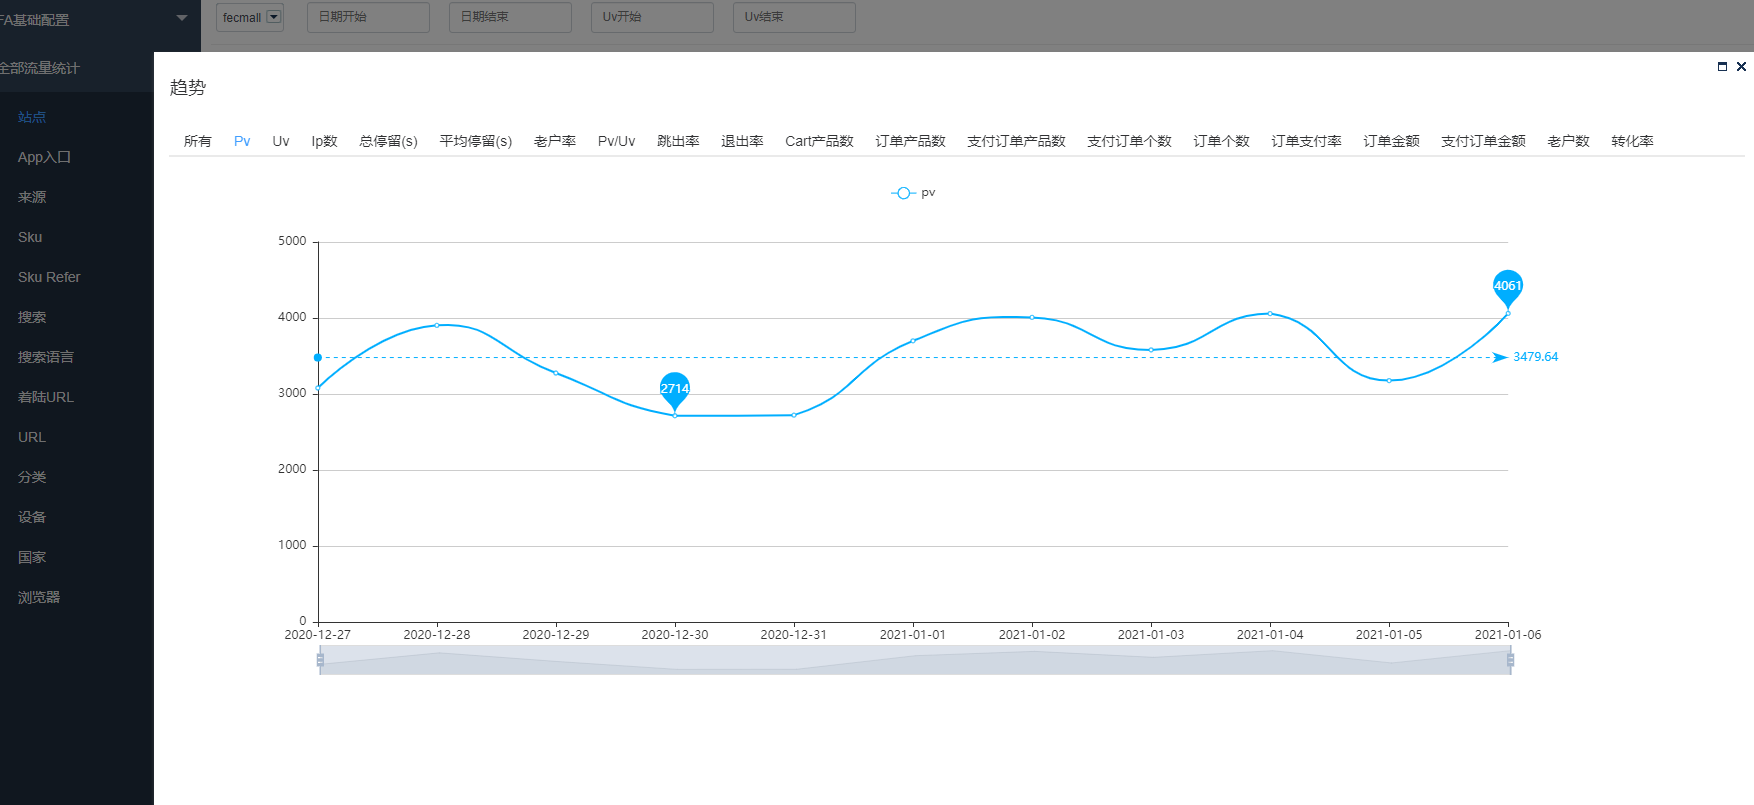 FA基础配置
fecmall 日期开始 日期结束 Uv开始 Uv结束
全部流量统计
站点
App入口
来源
Sku
Sku Refer
搜索
搜索语言
着陆URL
URL
分类
设备
国家
浏览器
趋势
所有 Pv Uv Ip数 总停留(s) 平均停留(s) 老户率 Pv/Uv 跳出率 退出率 Cart产品数 订单产品数 支付订单产品数 支付订单个数 订单个数 订单支付率 订单金额 支付订单金额 老户数 转化率
pv
5000
4000
3000
2000
1000
0
4061
3479.64
2714
2020-12-27 2020-12-28 2020-12-29 2020-12-30 2020-12-31 2021-01-01 2021-01-02 2021-01-03 2021-01-04 2021-01-05 2021-01-06